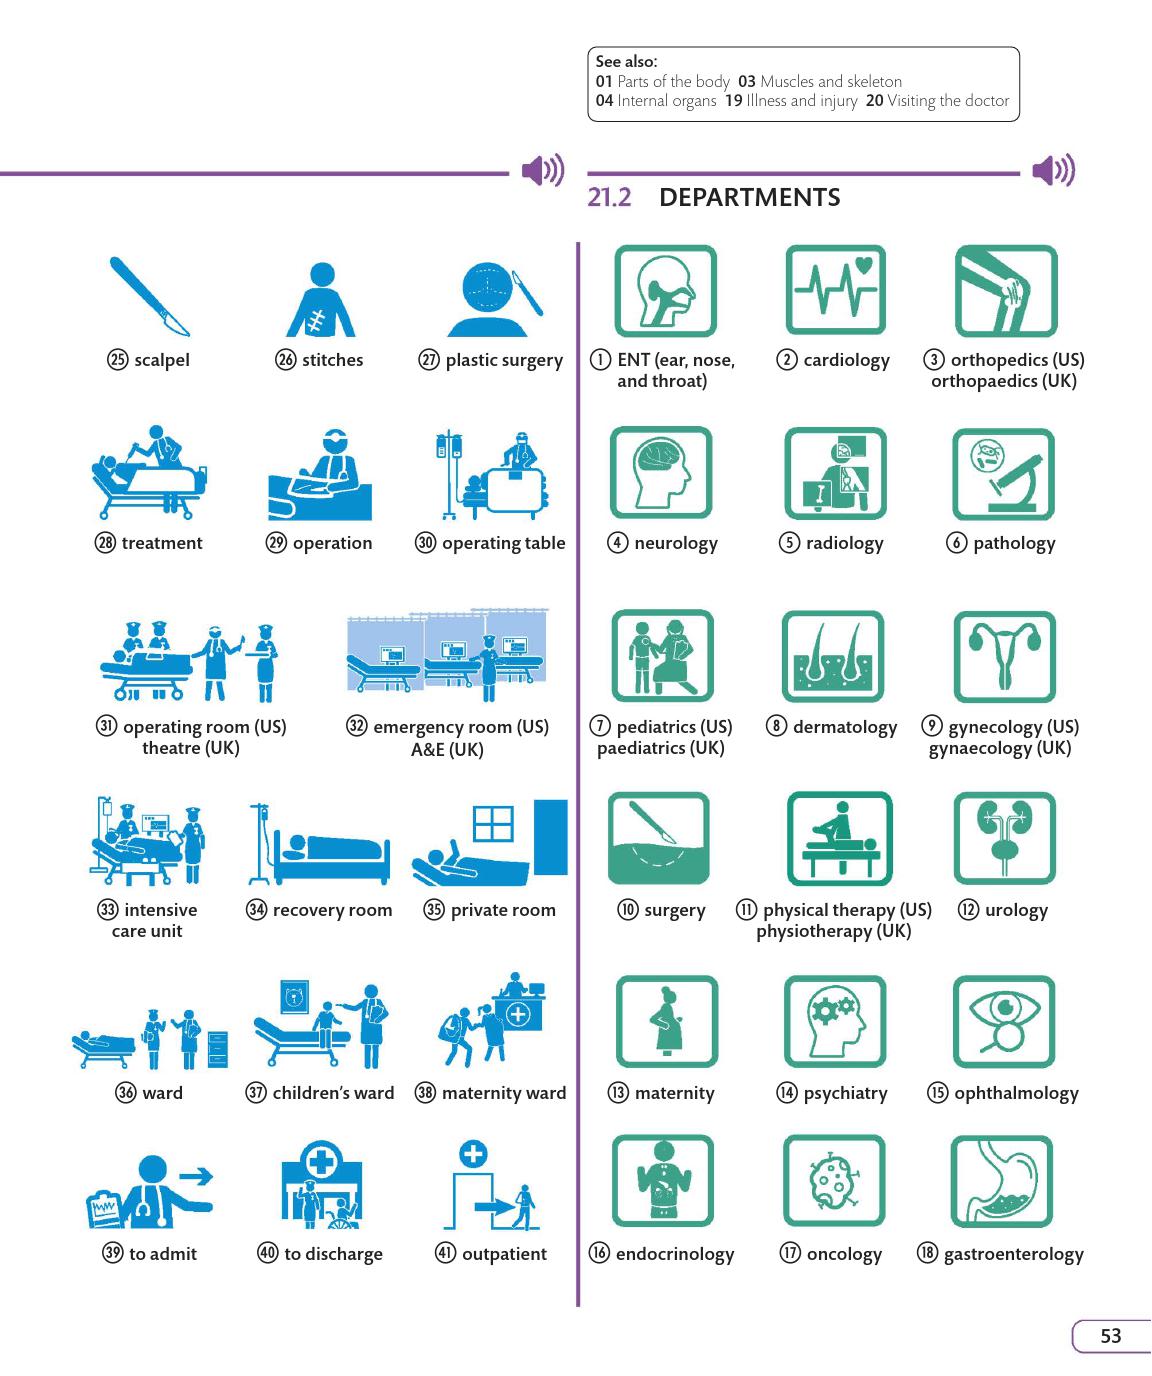 See also:
01 Parts of the body 03 Muscles and skeleton
04 Internal organs 19 Illness and injury 20 Visiting the doctor
21.2 DEPARTMENTS
25 scalpel
26 stitches
27 plastic surgery
28 treatment
29 operation
30 operating table
31 operating room (US)
theatre (UK)
32 emergency room (US)
A&E (UK)
33 intensive
care unit
34 recovery room
35 private room
36 ward
37 children's ward
38 maternity ward
39 to admit
40 to discharge
41 outpatient
1 ENT (ear, nose,
and throat)
2 cardiology
3 orthopedics (US)
orthopaedics (UK)
4 neurology
5 radiology
6 pathology
7 pediatrics (US)
paediatrics (UK)
8 dermatology
9 gynecology (US)
gynaecology (UK)
10 surgery
11 physical therapy (US)
physiotherapy (UK)
12 urology
13 maternity
14 psychiatry
15 ophthalmology
16 endocrinology
17 oncology
18 gastroenterology
53